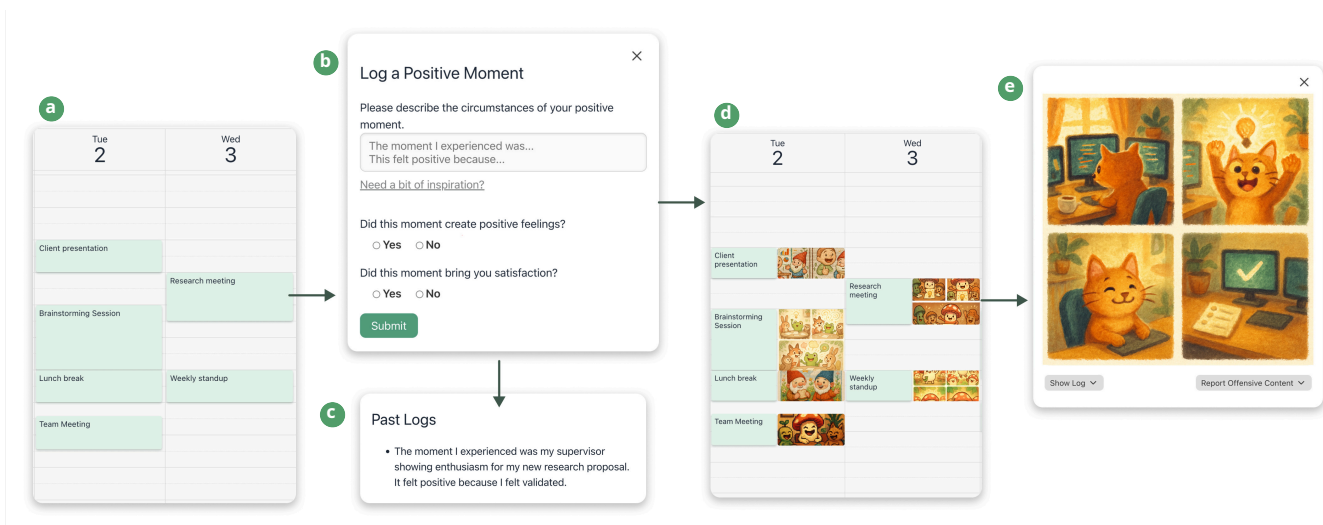 a
Tue
2
Wed
3
Client presentation
Research meeting
Brainstorming Session
Lunch break
Weekly standup
Team Meeting
b
Log a Positive Moment
Please describe the circumstances of your positive
moment.
The moment I experienced was...
This felt positive because...
Need a bit of inspiration?
Did this moment create positive feelings?
Yes No
Did this moment bring you satisfaction?
Yes No
Submit
c
Past Logs
• The moment I experienced was my supervisor
showing enthusiasm for my new research proposal.
It felt positive because I felt validated.
d
Tue
2
Wed
3
Client
presentation
Research
meeting
Brainstorming
Session
Lunch break
Weekly
standup
Team Meeting
e
Show Log
Report Offensive Content